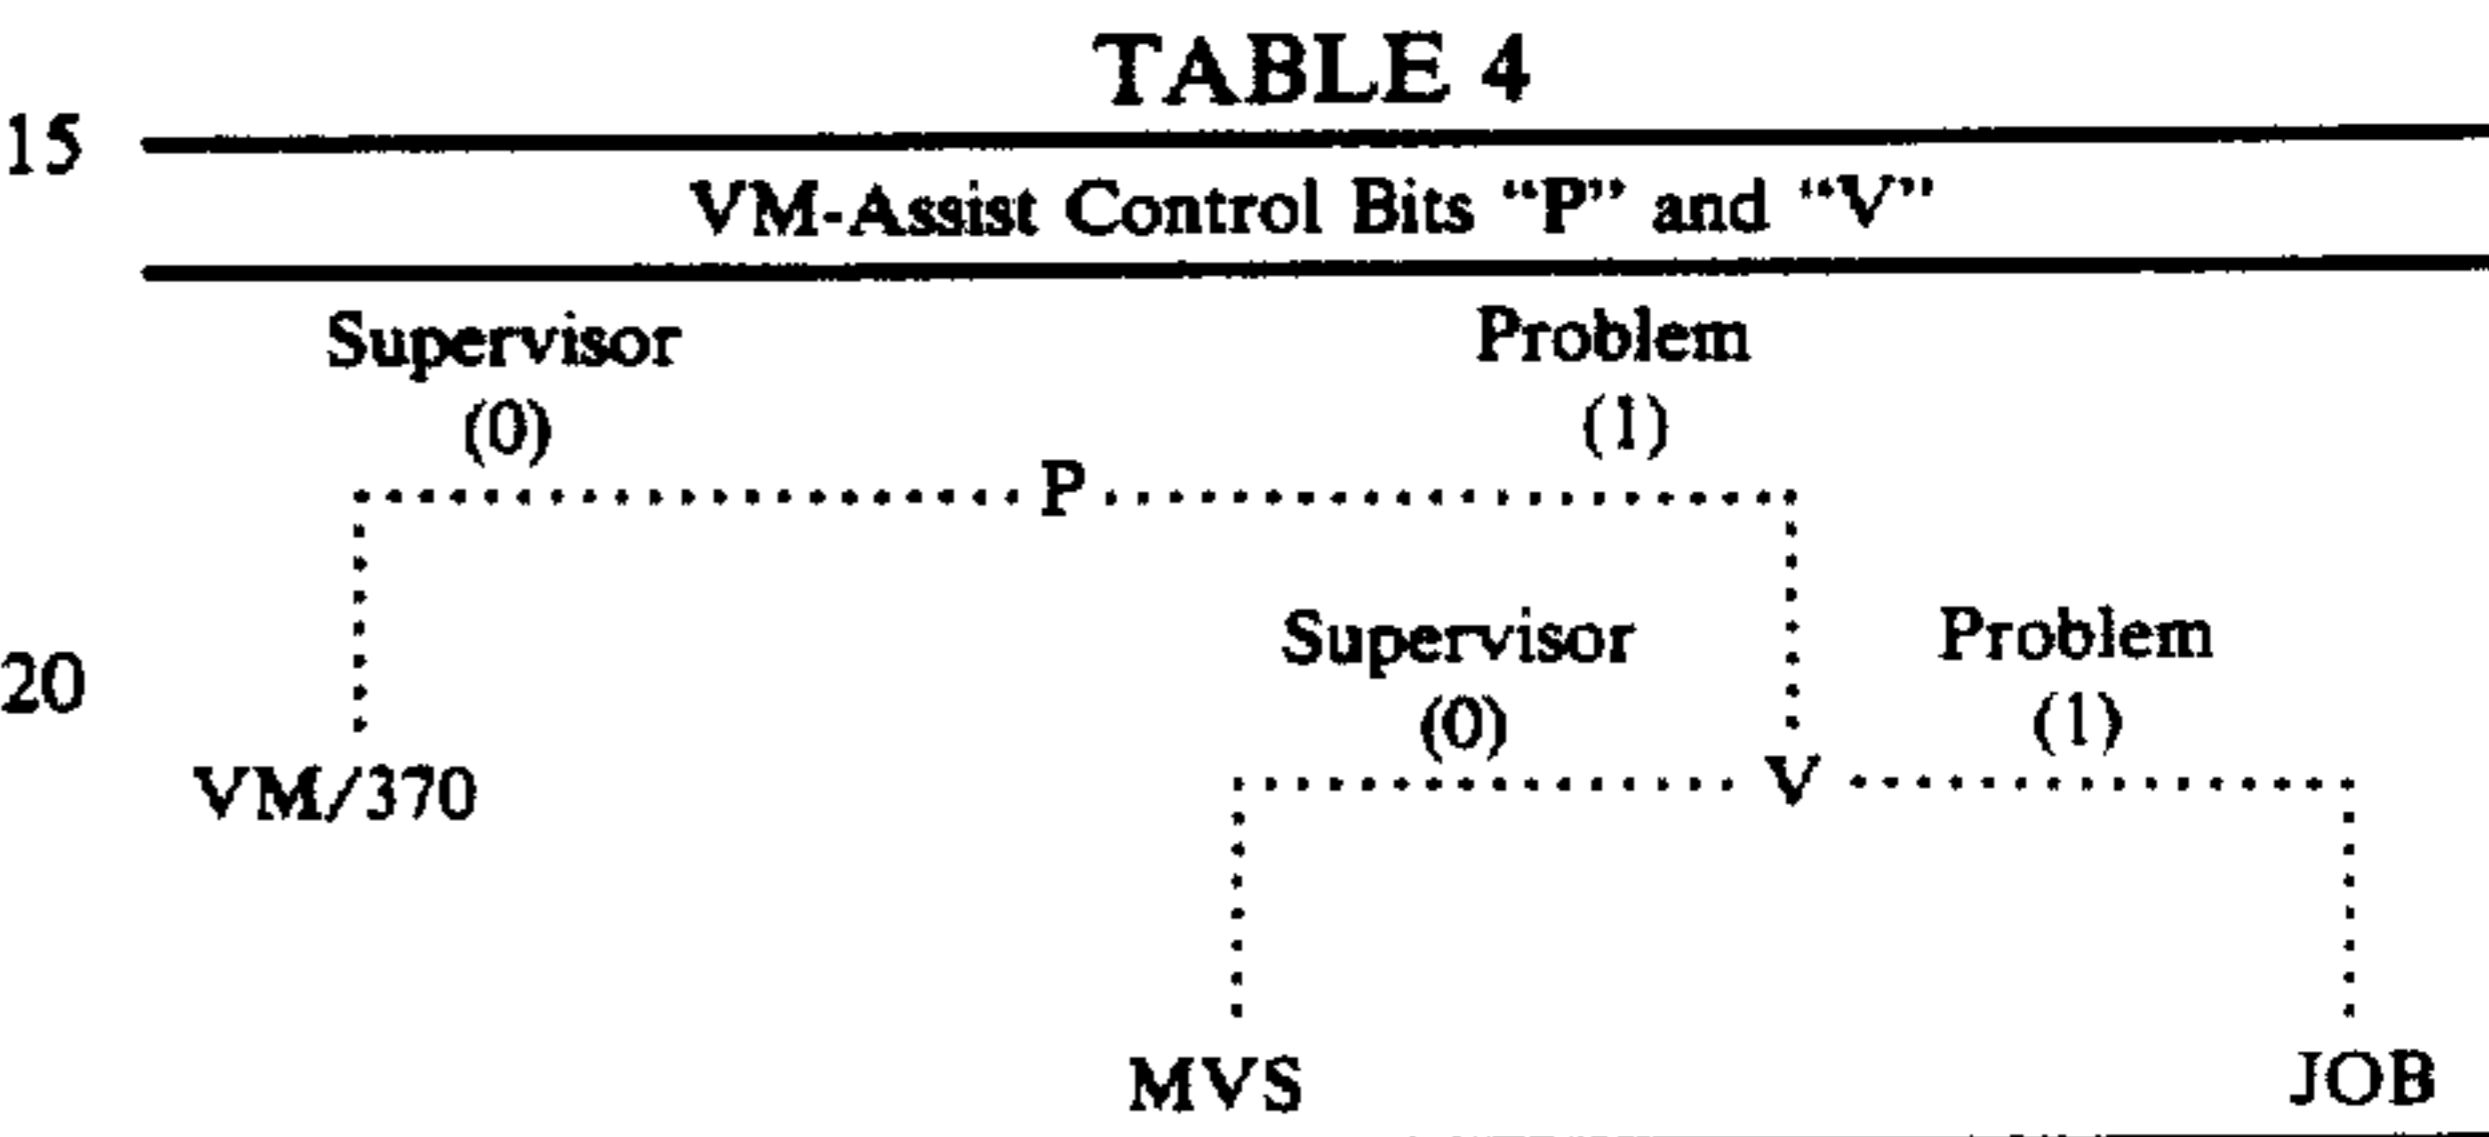 TABLE 4
15
VM-Assist Control Bits “P” and “V”
Supervisor Problem
(0) (1)
P
Supervisor Problem
20
(0) (1)
VM/370 V
MVS JOB